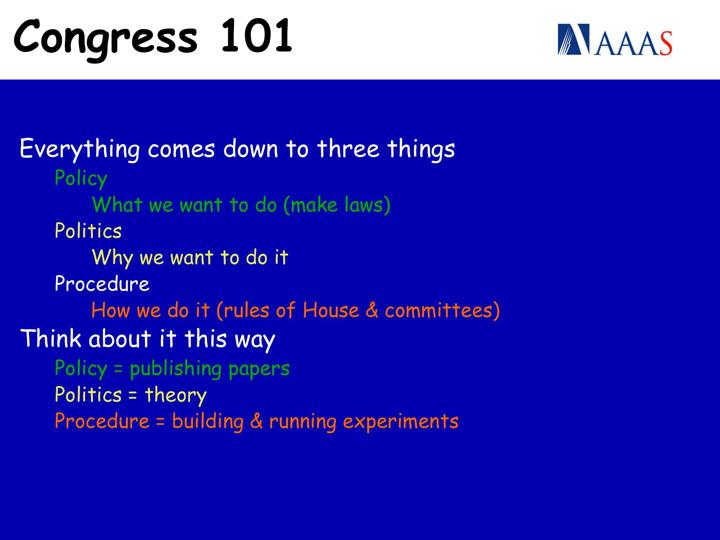 Congress 101
AAAS
Everything comes down to three things
Policy
What we want to do (make laws)
Politics
Why we want to do it
Procedure
How we do it (rules of House & committees)
Think about it this way
Policy = publishing papers
Politics = theory
Procedure = building & running experiments